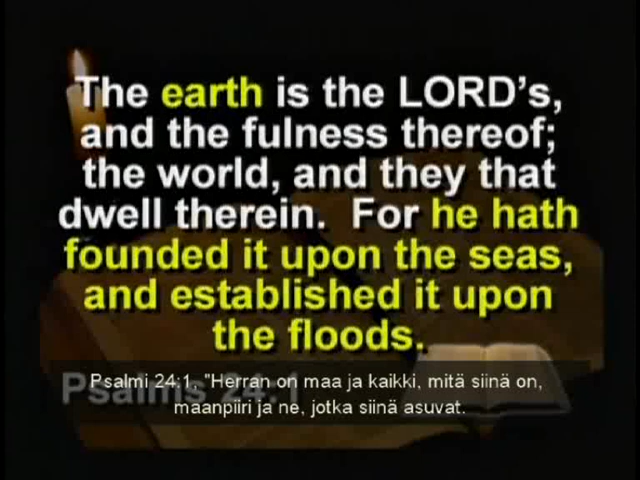 The earth is the LORD's,
and the fulness thereof;
the world, and they that
dwell therein.  For he hath
founded it upon the seas,
and established it upon
the floods.
Psalms 24:1
Psalmi 24:1, "Herran on maa ja kaikki, mitä siinä on,
maanpiiri ja ne, jotka siinä asuvat.